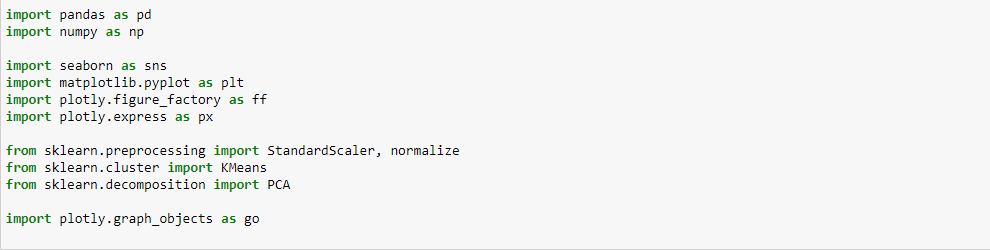 import pandas as pd
import numpy as np
import seaborn as sns
import matplotlib.pyplot as plt
import plotly.figure_factory as ff
import plotly.express as px
from sklearn.preprocessing import StandardScaler, normalize
from sklearn.cluster import KMeans
from sklearn.decomposition import PCA
import plotly.graph_objects as go